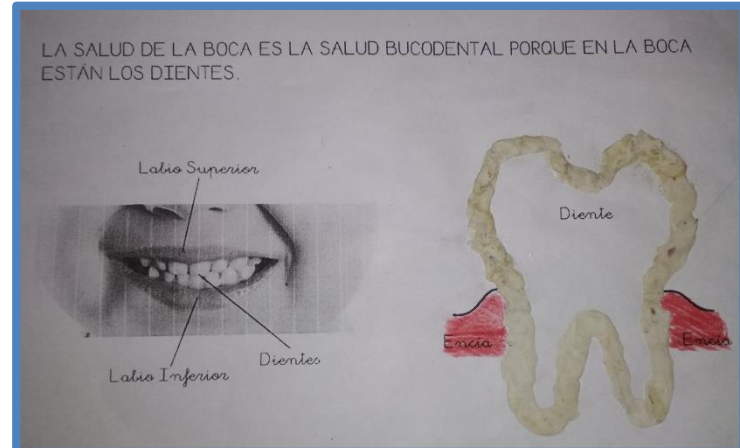 LA SALUD DE LA BOCA ES LA SALUD BUCODENTAL PORQUE EN LA BOCA
ESTÁN LOS DIENTES.
Labio Superior
Dientes
Labio Inferior
Diente
Encía
Encía